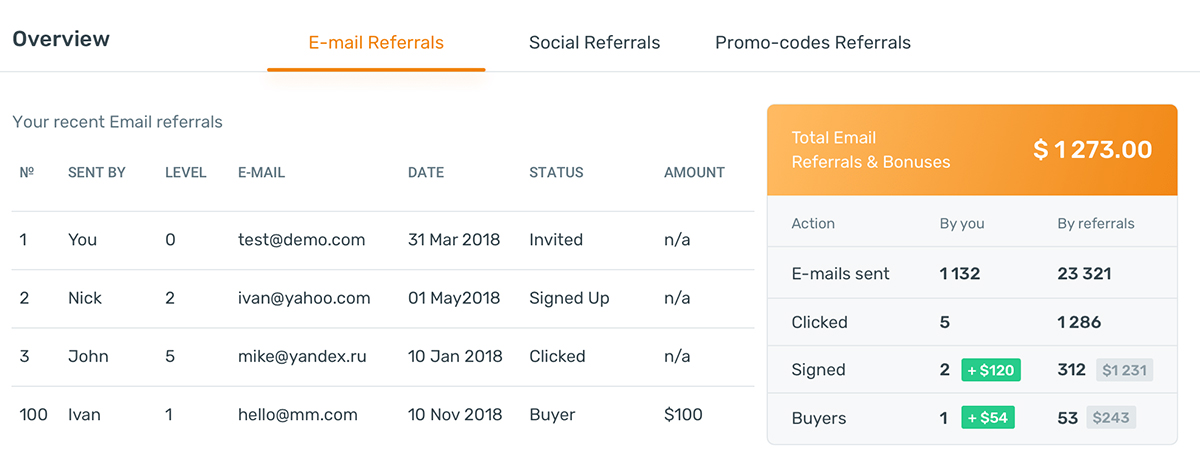 Overview
E-mail Referrals
Social Referrals
Promo-codes Referrals
Your recent Email referrals
№ SENT BY LEVEL E-MAIL DATE STATUS AMOUNT
1 You 0 test@demo.com 31 Mar 2018 Invited n/a
2 Nick 2 ivan@yahoo.com 01 May2018 Signed Up n/a
3 John 5 mike@yandex.ru 10 Jan 2018 Clicked n/a
100 Ivan 1 hello@mm.com 10 Nov 2018 Buyer $100
Total Email
Referrals & Bonuses
$ 1 273.00
Action By you By referrals
E-mails sent 1 132 23 321
Clicked 5 1 286
Signed 2 + $120 312 $1 231
Buyers 1 + $54 53 $243